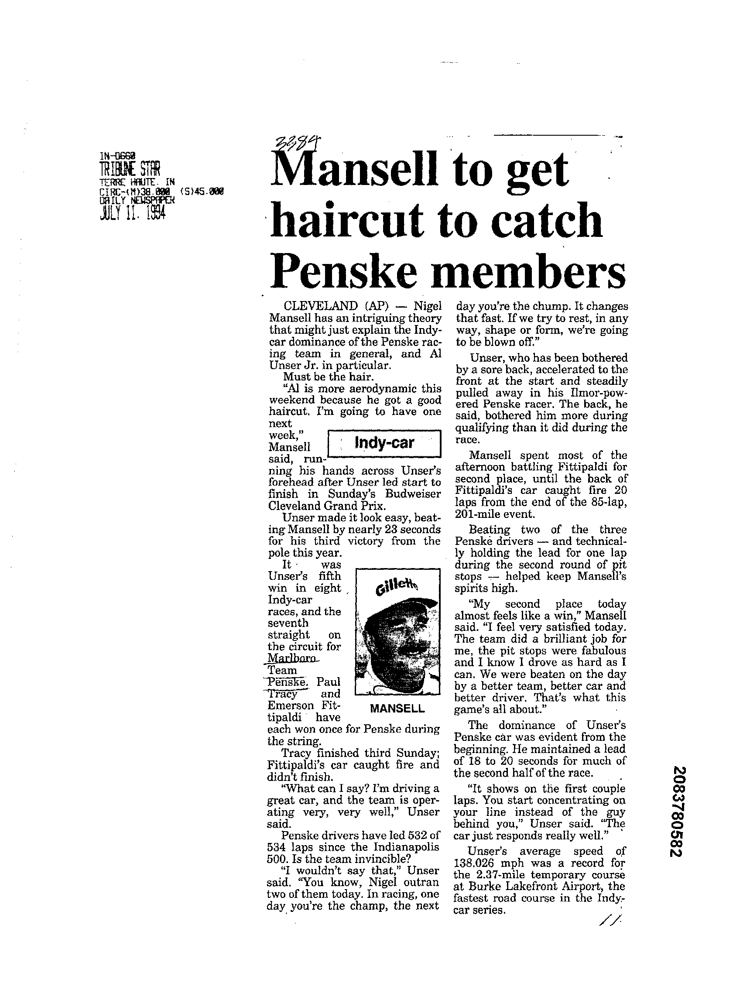 3384
IN-0660
TRIBUNE STAR
TERRE HAUTE. IN
CIRC-(M)38.000 (S)45.000
DAILY NEWSPAPER
JULY 11. 1994
Mansell to get
haircut to catch
Penske members
CLEVELAND (AP) — Nigel
Mansell has an intriguing theory
that might just explain the Indy-
car dominance of the Penske rac-
ing team in general, and Al
Unser Jr. in particular.
Must be the hair.
“Al is more aerodynamic this
weekend because he got a good
haircut. I'm going to have one
next
week,”
Mansell
said, run-
Indy-car
ning his hands across Unser's
forehead after Unser led start to
finish in Sunday's Budweiser
Cleveland Grand Prix.
Unser made it look easy, beat-
ing Mansell by nearly 23 seconds
for his third victory from the
pole this year.
It was
Unser's fifth
win in eight
Indy-car
races, and the
seventh
straight on
the circuit for
Marlboro
Team
Penske. Paul
Tracy and
Emerson Fit-
tipaldi have
Gillette
MANSELL
each won once for Penske during
the string.
Tracy finished third Sunday;
Fittipaldi's car caught fire and
didn't finish.
“What can I say? I'm driving a
great car, and the team is oper-
ating very, very well,” Unser
said.
Penske drivers have led 532 of
534 laps since the Indianapolis
500. Is the team invincible?
“I wouldn't say that,” Unser
said. “You know, Nigel outran
two of them today. In racing, one
day you're the champ, the next
day you're the chump. It changes
that fast. If we try to rest, in any
way, shape or form, we're going
to be blown off.”
Unser, who has been bothered
by a sore back, accelerated to the
front at the start and steadily
pulled away in his Ilmor-pow-
ered Penske racer. The back, he
said, bothered him more during
qualifying than it did during the
race.
Mansell spent most of the
afternoon battling Fittipaldi for
second place, until the back of
Fittipaldi's car caught fire 20
laps from the end of the 85-lap,
201-mile event.
Beating two of the three
Penske drivers — and technical-
ly holding the lead for one lap
during the second round of pit
stops — helped keep Mansell's
spirits high.
“My second place today
almost feels like a win,” Mansell
said. “I feel very satisfied today.
The team did a brilliant job for
me, the pit stops were fabulous
and I know I drove as hard as I
can. We were beaten on the day
by a better team, better car and
better driver. That's what this
game's all about.”
The dominance of Unser's
Penske car was evident from the
beginning. He maintained a lead
of 18 to 20 seconds for much of
the second half of the race.
“It shows on the first couple
laps. You start concentrating on
your line instead of the guy
behind you,” Unser said. “The
car just responds really well.”
Unser's average speed of
138.026 mph was a record for
the 2.37-mile temporary course
at Burke Lakefront Airport, the
fastest road course in the Indy-
car series.
2083780582